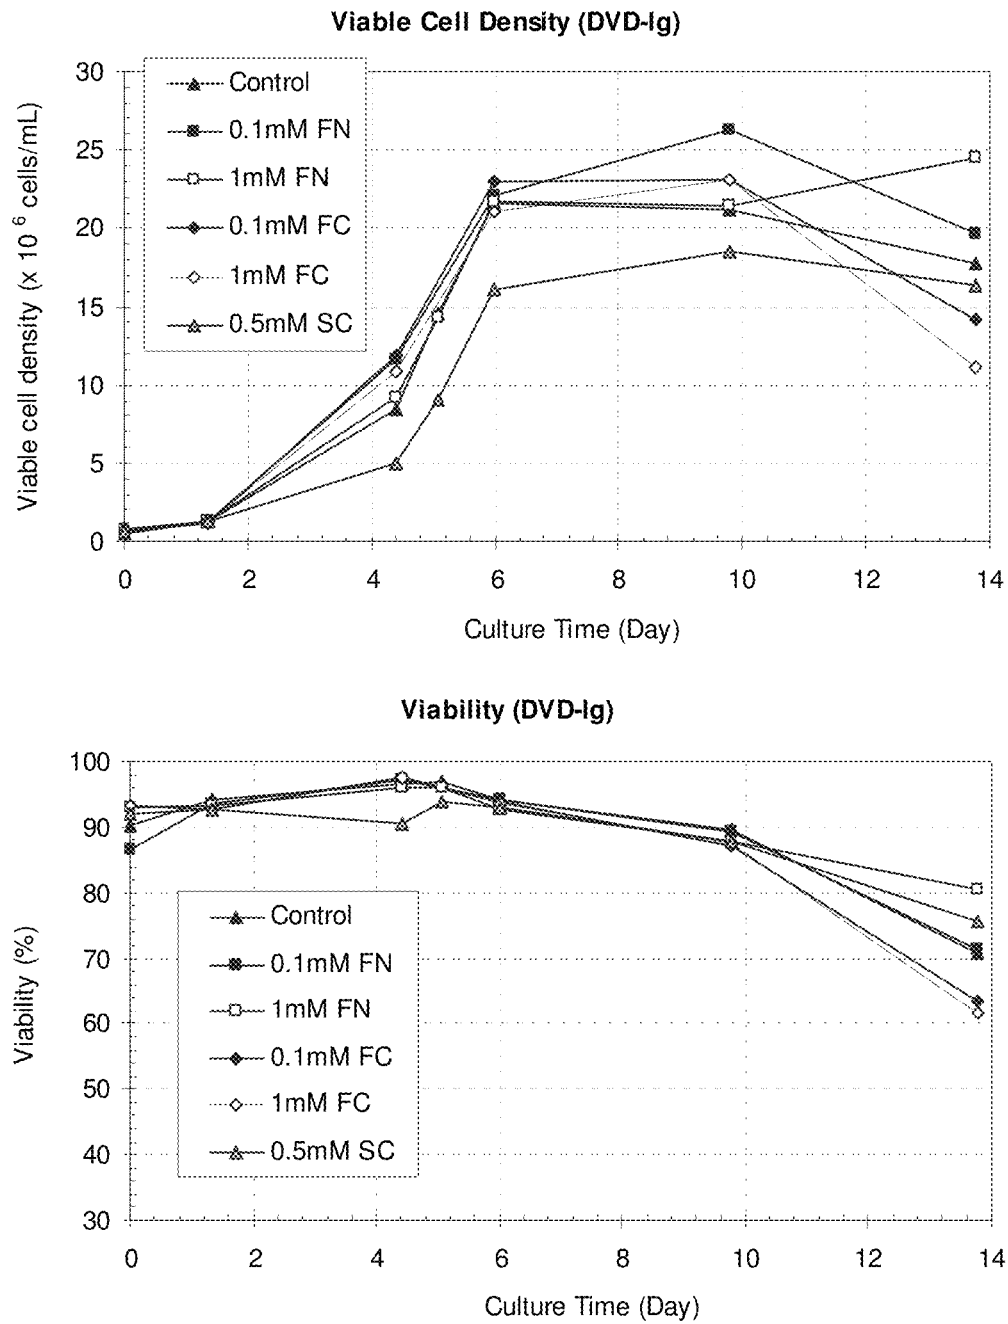 Viable Cell Density (DVD-Ig)
Viable cell density (x 10 6 cells/mL)
30
25
20
15
10
5
0
Control
0.1mM FN
1mM FN
0.1mM FC
1mM FC
0.5mM SC
0 2 4 6 8 10 12 14
Culture Time (Day)
Viability (DVD-Ig)
Viability (%)
100
90
80
70
60
50
40
30
Control
0.1mM FN
1mM FN
0.1mM FC
1mM FC
0.5mM SC
0 2 4 6 8 10 12 14
Culture Time (Day)